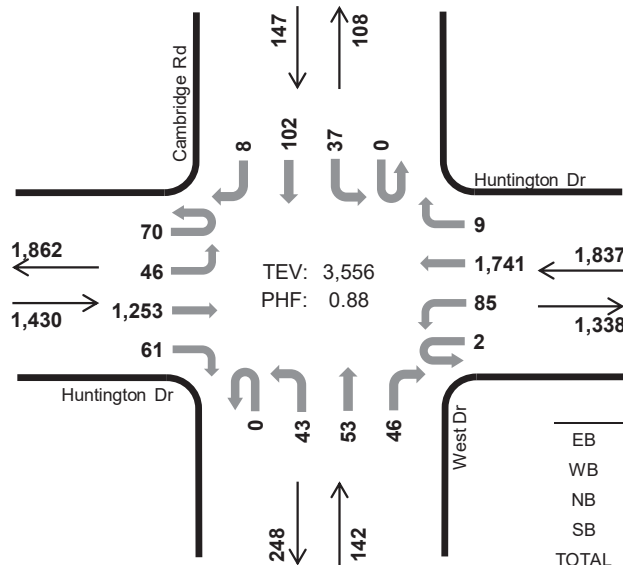 147
108
Cambridge Rd
8
102
37
0
Huntington Dr
70
9
1,862
46
TEV: 3,556
1,741
1,837
1,430
1,253
PHF: 0.88
85
1,338
61
2
Huntington Dr
0
43
53
46
West Dr
EB
WB
NB
SB
TOTAL
248
142